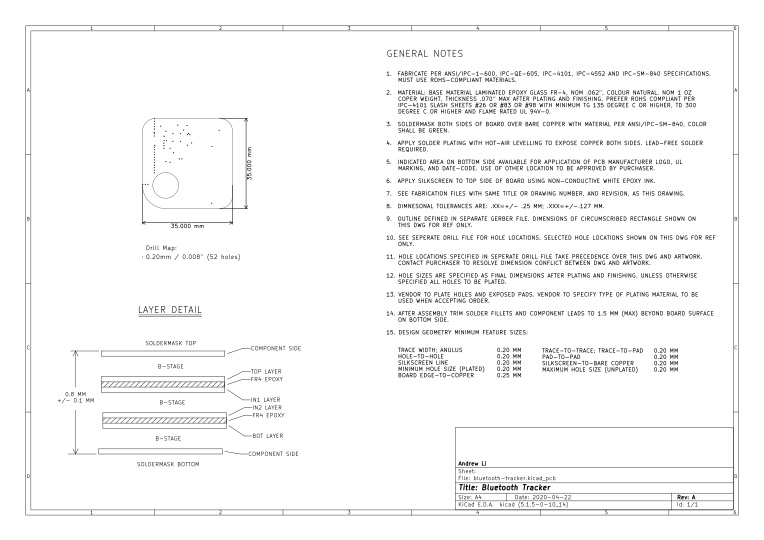 1 2 3 4 5 6
A
B
C
D
A
B
C
D
35.000 mm
35.000 mm
Drill Map:
0.20mm / 0.008" (52 holes)
LAYER DETAIL
SOLDERMASK TOP
COMPONENT SIDE
B-STAGE
TOP LAYER
FR4 EPOXY
IN1 LAYER
0.8 MM
+/- 0.1 MM
B-STAGE
IN2 LAYER
FR4 EPOXY
BOT LAYER
B-STAGE
COMPONENT SIDE
SOLDERMASK BOTTOM
GENERAL NOTES
1. FABRICATE PER ANSI/IPC-1-600, IPC-QE-605, IPC-4101, IPC-4552 AND IPC-SM-840 SPECIFICATIONS.
MUST USE ROHS-COMPLIANT MATERIALS.
2. MATERIAL: BASE MATERIAL LAMINATED EPOXY GLASS FR-4, NOM .062", COLOUR NATURAL. NOM 1 OZ
COPER WEIGHT. THICKNESS .070" MAX AFTER PLATING AND FINISHING. PREFER ROHS COMPLIANT PER
IPC-4101 SLASH SHEETS #26 OR #83 OR #98 WITH MINIMUM TG 135 DEGREE C OR HIGHER, TD 300
DEGREE C OR HIGHER AND FLAME RATED UL 94V-0.
3. SOLDERMASK BOTH SIDES OF BOARD OVER BARE COPPER WITH MATERIAL PER ANSI/IPC-SM-840, COLOR
SHALL BE GREEN.
4. APPLY SOLDER PLATING WITH HOT-AIR LEVELLING TO EXPOSE COPPER BOTH SIDES. LEAD-FREE SOLDER
REQUIRED.
5. INDICATED AREA ON BOTTOM SIDE AVAILABLE FOR APPLICATION OF PCB MANUFACTURER LOGO, UL
MARKING, AND DATE-CODE. USE OF OTHER LOCATION TO BE APPROVED BY PURCHASER.
6. APPLY SILKSCREEN TO TOP SIDE OF BOARD USING NON-CONDUCTIVE WHITE EPOXY INK.
7. SEE FABRICATION FILES WITH SAME TITLE OR DRAWING NUMBER, AND REVISION, AS THIS DRAWING.
8. DIMNESONAL TOLERANCES ARE: .XX=+/- .25 MM; .XXX=+/-.127 MM.
9. OUTLINE DEFINED IN SEPARATE GERBER FILE. DIMENSIONS OF CIRCUMSCRIBED RECTANGLE SHOWN ON
THIS DWG FOR REF ONLY.
10. SEE SEPERATE DRILL FILE FOR HOLE LOCATIONS. SELECTED HOLE LOCATIONS SHOWN ON THIS DWG FOR REF
ONLY.
11. HOLE LOCATIONS SPECIFIED IN SEPERATE DRILL FILE TAKE PRECEDENCE OVER THIS DWG AND ARTWORK.
CONTACT PURCHASER TO RESOLVE DIMENSION CONFLICT BETWEEN DWG AND ARTWORK.
12. HOLE SIZES ARE SPECIFIED AS FINAL DIMENSIONS AFTER PLATING AND FINISHING. UNLESS OTHERWISE
SPECIFIED ALL HOLES TO BE PLATED.
13. VENDOR TO PLATE HOLES AND EXPOSED PADS. VENDOR TO SPECIFY TYPE OF PLATING MATERIAL TO BE
USED WHEN ACCEPTING ORDER.
14. AFTER ASSEMBLY TRIM SOLDER FILLETS AND COMPONENT LEADS TO 1.5 MM (MAX) BEYOND BOARD SURFACE
ON BOTTOM SIDE.
15. DESIGN GEOMETRY MINIMUM FEATURE SIZES:
TRACE WIDTH; ANULUS 0.20 MM TRACE-TO-TRACE; TRACE-TO-PAD 0.20 MM
HOLE-TO-HOLE 0.20 MM PAD-TO-PAD 0.20 MM
SILKSCREEN LINE 0.20 MM SILKSCREEN-TO-BARE COPPER 0.20 MM
MINIMUM HOLE SIZE (PLATED) 0.20 MM MAXIMUM HOLE SIZE (UNPLATED) 0.20 MM
BOARD EDGE-TO-COPPER 0.25 MM
Andrew Li
Sheet:
File: bluetooth-tracker.kicad_pcb
Title: Bluetooth Tracker
Size: A4 Date: 2020-04-22 Rev: A
KiCad E.D.A. kicad (5.1.5-0-10_14) Id: 1/1
1 2 3 4 5 6